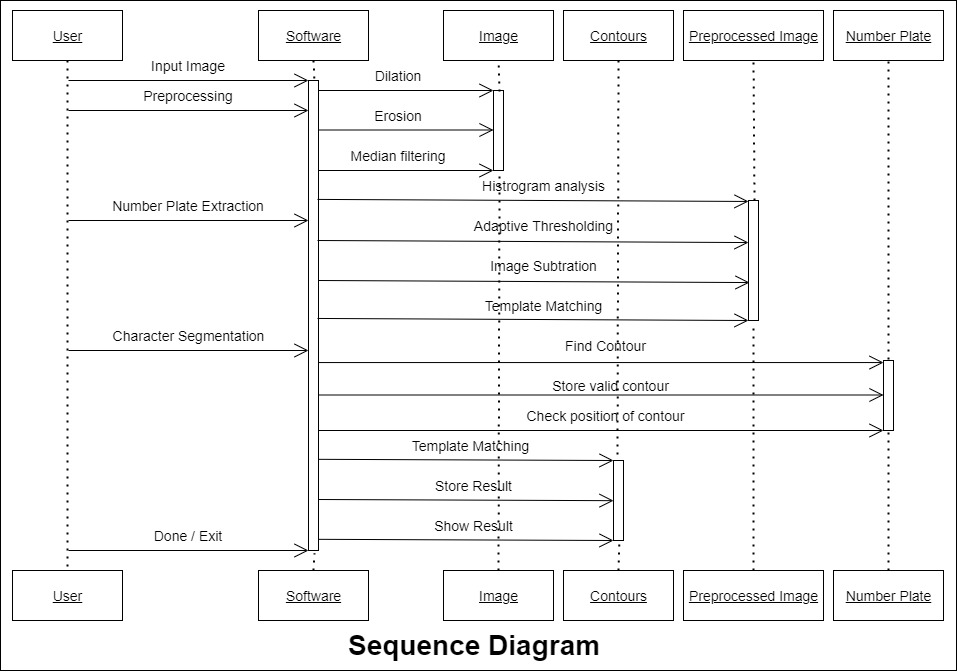 User
Software
Image
Contours
Preprocessed Image
Number Plate
Input Image
Dilation
Preprocessing
Erosion
Median filtering
Histrogram analysis
Number Plate Extraction
Adaptive Thresholding
Image Subtration
Template Matching
Character Segmentation
Find Contour
Store valid contour
Check position of contour
Template Matching
Store Result
Show Result
Done / Exit
User
Software
Image
Contours
Preprocessed Image
Number Plate
Sequence Diagram